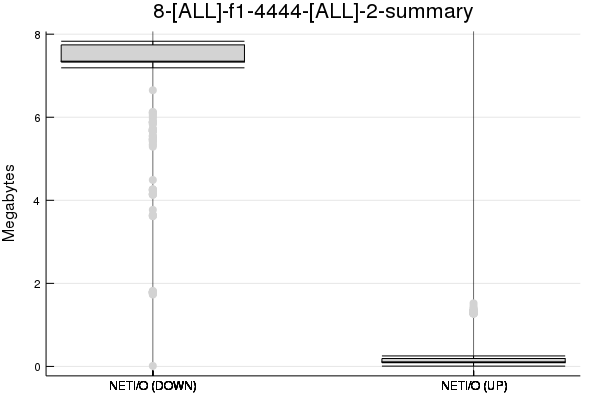 8-[ALL]-f1-4444-[ALL]-2-summary
Megabytes
8
6
4
2
0
NETI/O (DOWN)
NETI/O (UP)